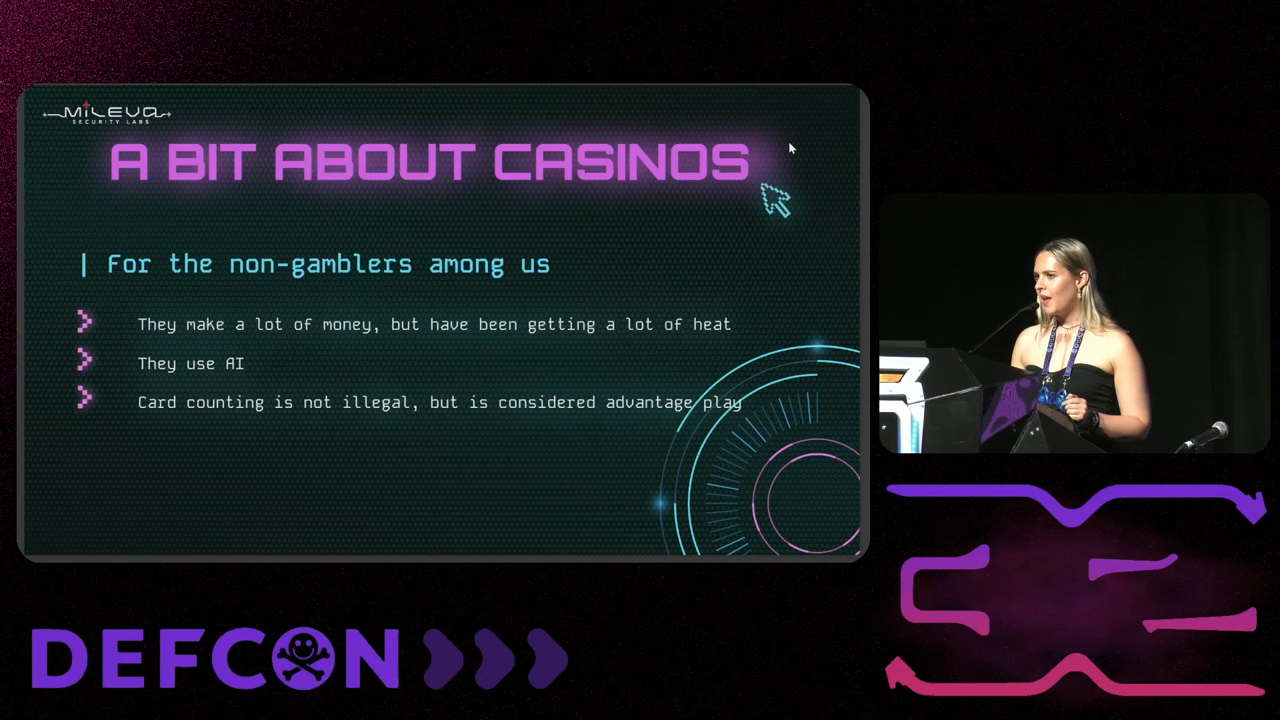 MILEVA
SECURITY LABS
A BIT ABOUT CASINOS
| For the non-gamblers among us
They make a lot of money, but have been getting a lot of heat
They use AI
Card counting is not illegal, but is considered advantage play
DEFCON